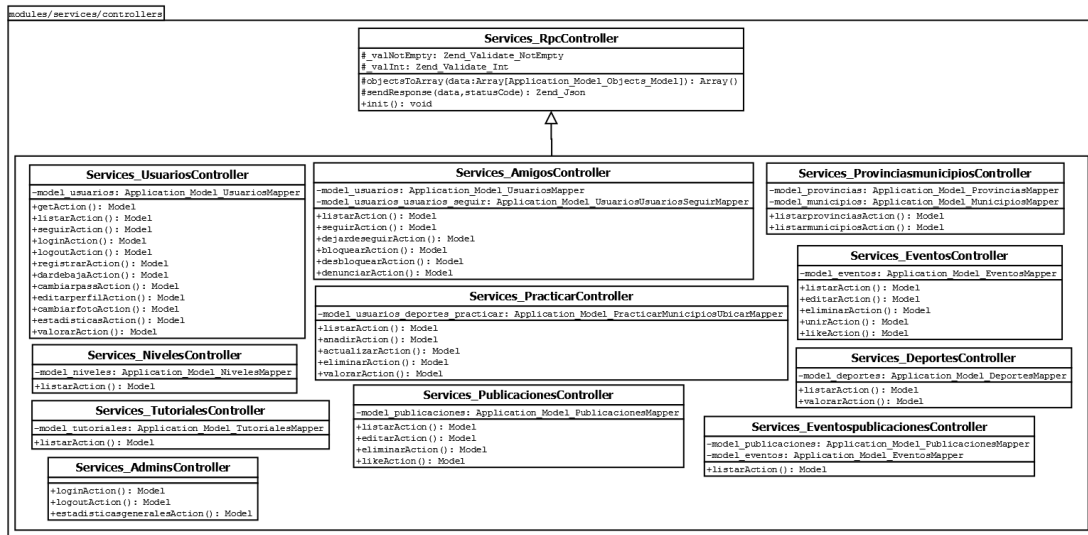 modules/services/controllers
Services_RpcController
#_valNotEmpty: Zend_Validate_NotEmpty
#_valInt: Zend_Validate_Int
#objectsToArray(data:Array[Application_Model_Objects_Model]): Array()
#sendResponse(data,statusCode): Zend_Json
+init(): void
Services_UsuariosController
-model_usuarios: Application_Model_UsuariosMapper
+getAction(): Model
+listarAction(): Model
+seguirAction(): Model
+loginAction(): Model
+logoutAction(): Model
+registrarAction(): Model
+dardebajaAction(): Model
+cambiarpassAction(): Model
+editarperfilAction(): Model
+cambiarfotoAction(): Model
+estadisticasAction(): Model
+valorarAction(): Model
Services_NivelesController
-model_niveles: Application_Model_NivelesMapper
+listarAction(): Model
Services_TutorialesController
-model_tutoriales: Application_Model_TutorialesMapper
+listarAction(): Model
Services_AdminsController
+loginAction(): Model
+logoutAction(): Model
+estadisticasgeneralesAction(): Model
Services_AmigosController
-model_usuarios: Application_Model_UsuariosMapper
-model_usuarios_usuarios_seguir: Application_Model_UsuariosUsuariosSeguirMapper
+listarAction(): Model
+seguirAction(): Model
+dejardeseguirAction(): Model
+bloquearAction(): Model
+desbloquearAction(): Model
+denunciarAction(): Model
Services_PracticarController
-model_usuarios_deportes_practicar: Application_Model_PracticarMunicipiosUbicarMapper
+listarAction(): Model
+anadirAction(): Model
+actualizarAction(): Model
+eliminarAction(): Model
+valorarAction(): Model
Services_PublicacionesController
-model_publicaciones: Application_Model_PublicacionesMapper
+listarAction(): Model
+editarAction(): Model
+eliminarAction(): Model
+likeAction(): Model
Services_ProvinciasmunicipiosController
-model_provincias: Application_Model_ProvinciasMapper
-model_municipios: Application_Model_MunicipiosMapper
+listarprovinciasAction(): Model
+listarmunicipiosAction(): Model
Services_EventosController
-model_eventos: Application_Model_EventosMapper
+listarAction(): Model
+editarAction(): Model
+eliminarAction(): Model
+unirAction(): Model
+likeAction(): Model
Services_DeportesController
-model_deportes: Application_Model_DeportesMapper
+listarAction(): Model
+valorarAction(): Model
Services_EventospublicacionesController
-model_publicaciones: Application_Model_PublicacionesMapper
-model_eventos: Application_Model_EventosMapper
+listarAction(): Model